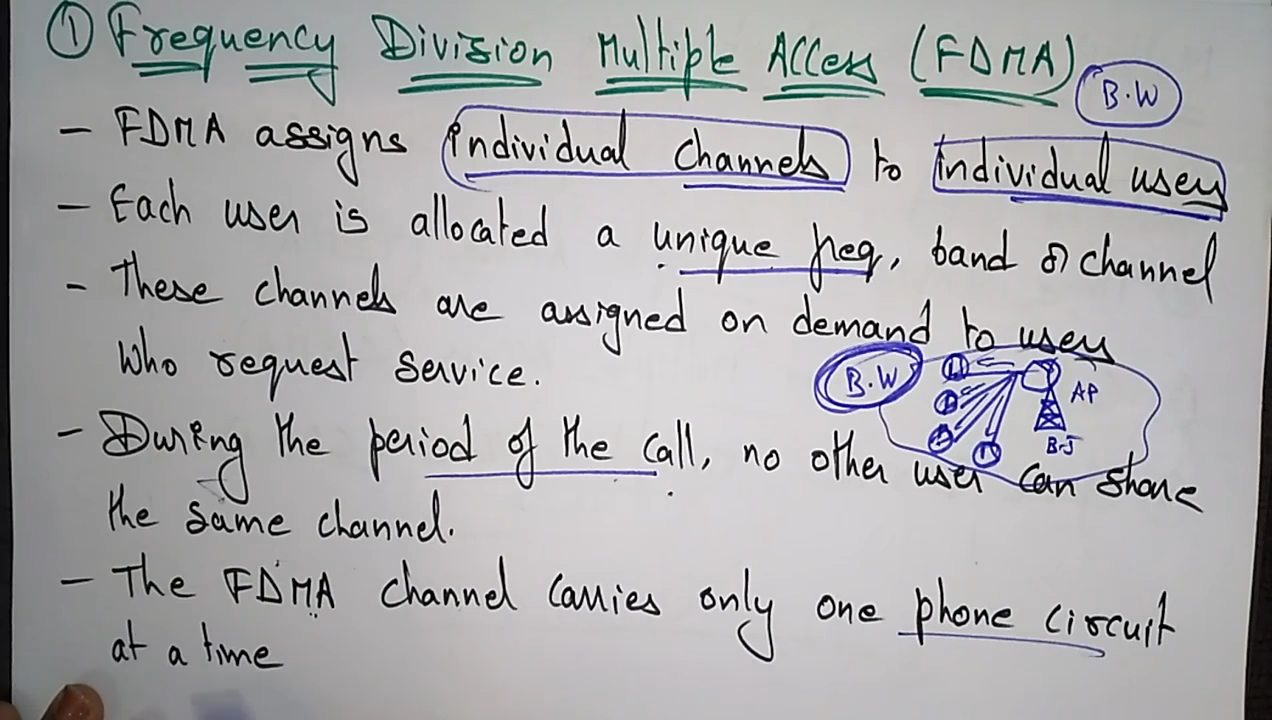 ① Frequency Division Multiple Access (FDMA)
B.W
- FDMA assigns individual channels to individual users
- Each user is allocated a unique freq, band or channel
- These channels are assigned on demand to users
who request service.
B.W
AP
B.S
- During the period of the call, no other user can share
the same channel.
- The FDMA channel carries only one phone circuit
at a time